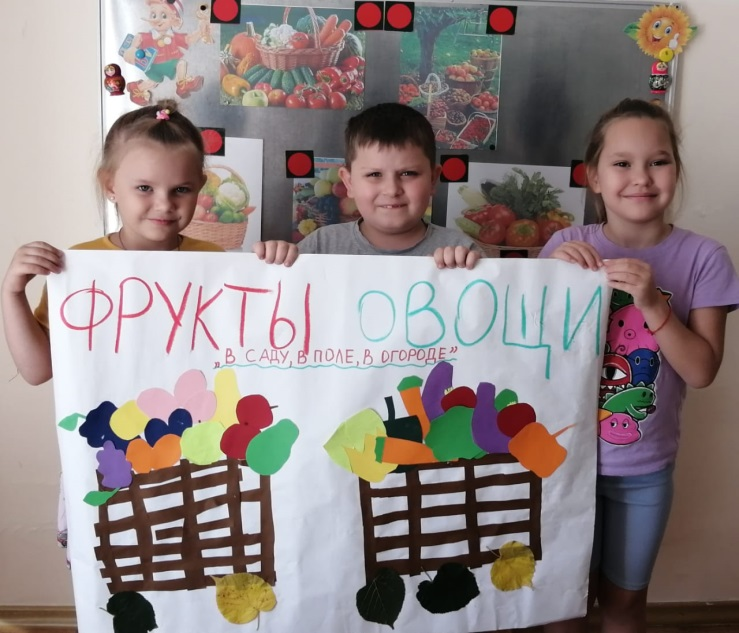 ФРУКТЫ ОВОЩИ
„В САДУ, В ПОЛЕ, В ОГОРОДЕ"